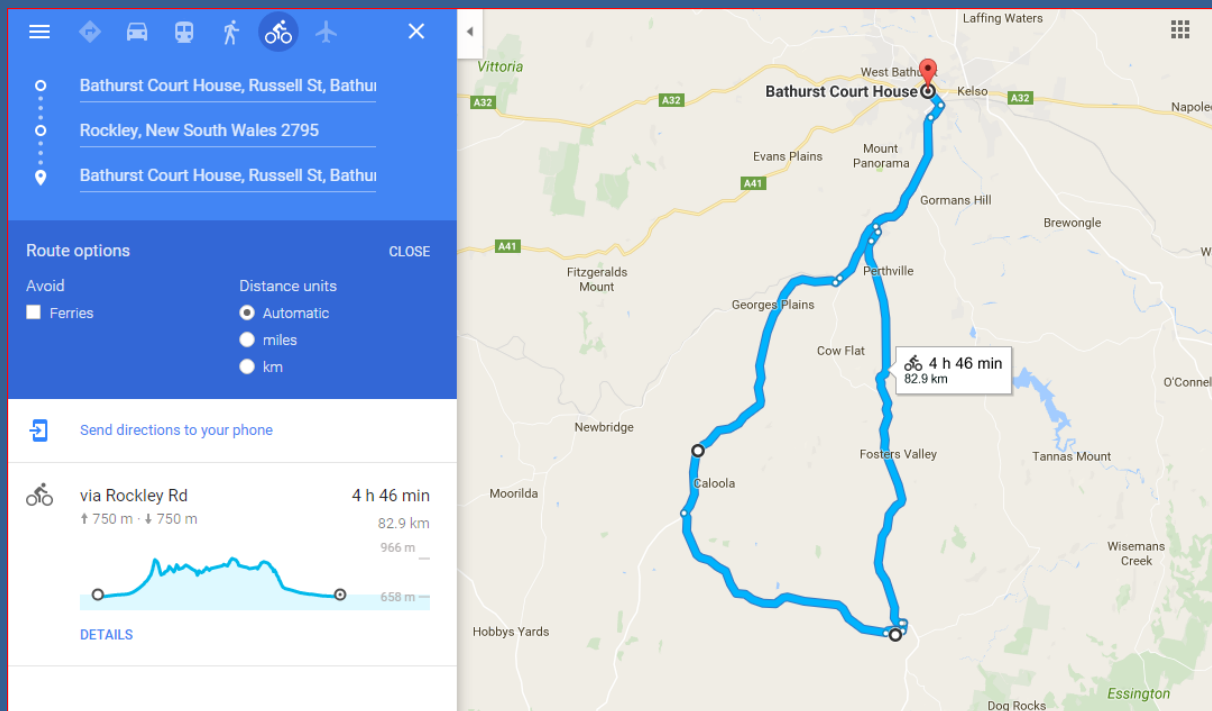 Bathurst Court House, Russell St, Bathur
Rockley, New South Wales 2795
Bathurst Court House, Russell St, Bathur
Route options
CLOSE
Avoid
Distance units
Ferries
Automatic
miles
km
Send directions to your phone
via Rockley Rd
4 h 46 min
↑ 750 m · ↓ 750 m
82.9 km
966 m
658 m
DETAILS
Laffing Waters
Vittoria
West Bathur
Bathurst Court House
Kelso
A32
A32
A32
Napoleo
Mount
Panorama
Evans Plains
A41
Gormans Hill
Brewongle
A41
W
Fitzgeralds
Mount
Perthville
Georges Plains
Cow Flat
4 h 46 min
82.9 km
O'Connel
Newbridge
Fosters Valley
Tannas Mount
Caloola
Moorilda
Wisemans
Creek
Hobbys Yards
Essington
Dog Rocks